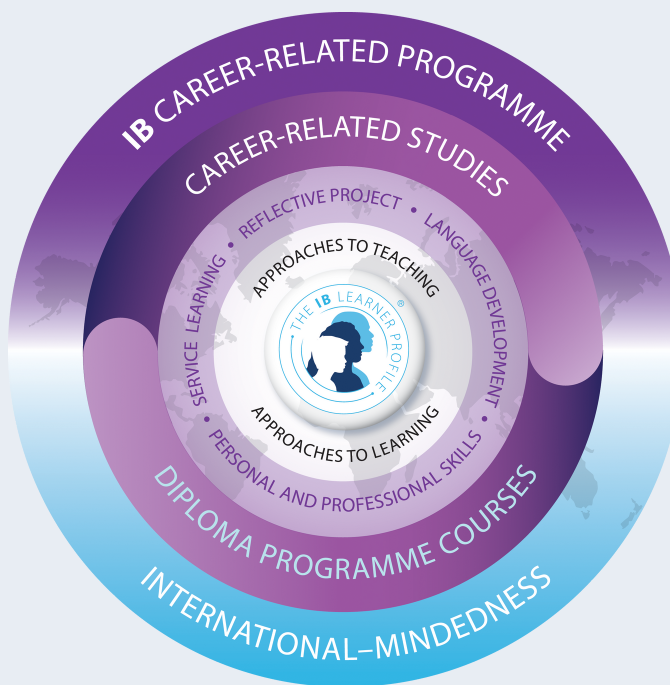 IB CAREER-RELATED PROGRAMME
CAREER-RELATED STUDIES
SERVICE LEARNING • REFLECTIVE PROJECT • LANGUAGE DEVELOPMENT •
APPROACHES TO TEACHING
THE IB LEARNER PROFILE ®
APPROACHES TO LEARNING
• PERSONAL AND PROFESSIONAL SKILLS
DIPLOMA PROGRAMME COURSES
INTERNATIONAL–MINDEDNESS